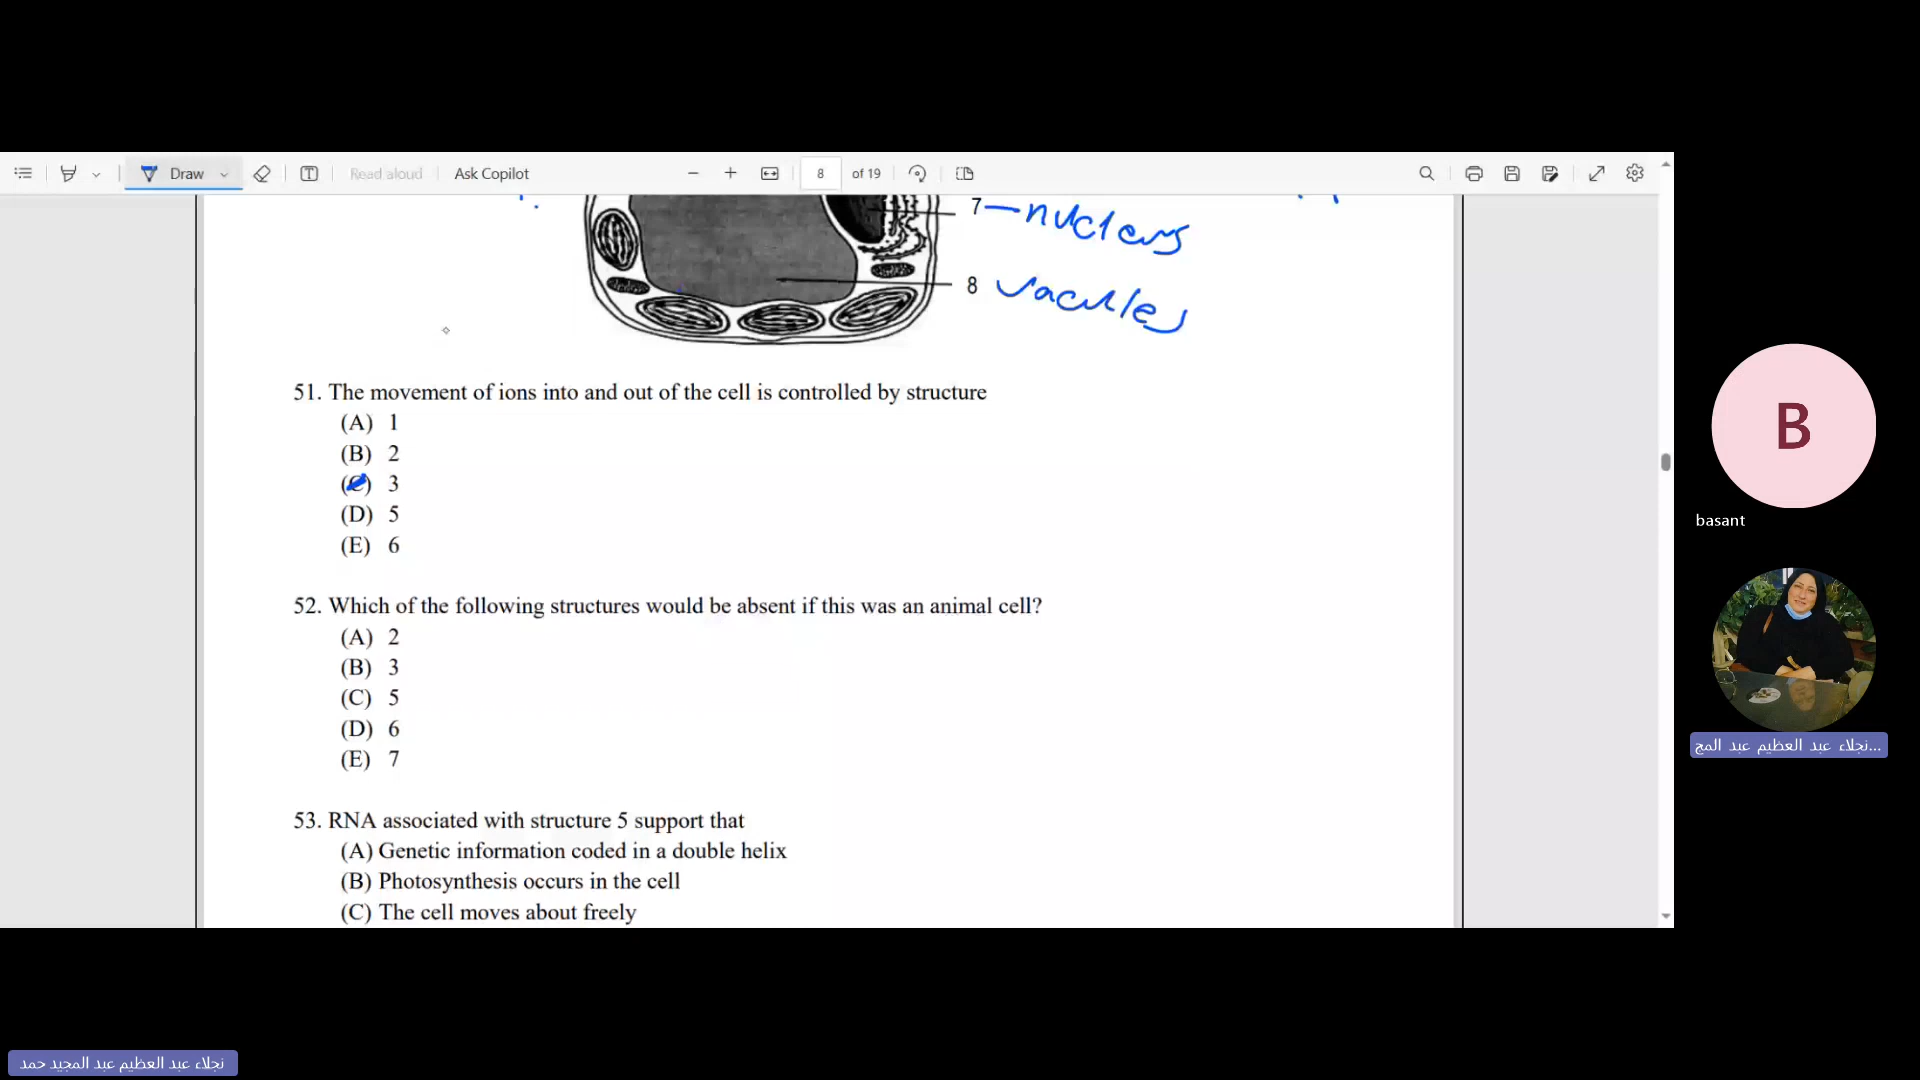 Draw
Read aloud
Ask Copilot
8 of 19
7 nucleus
8 vacules
51. The movement of ions into and out of the cell is controlled by structure
(A) 1
(B) 2
(C) 3
(D) 5
(E) 6
52. Which of the following structures would be absent if this was an animal cell?
(A) 2
(B) 3
(C) 5
(D) 6
(E) 7
53. RNA associated with structure 5 support that
(A) Genetic information coded in a double helix
(B) Photosynthesis occurs in the cell
(C) The cell moves about freely
B
basant
نجلاء عبد العظيم عبد المج...
نجلاء عبد العظيم عبد المجيد حمد